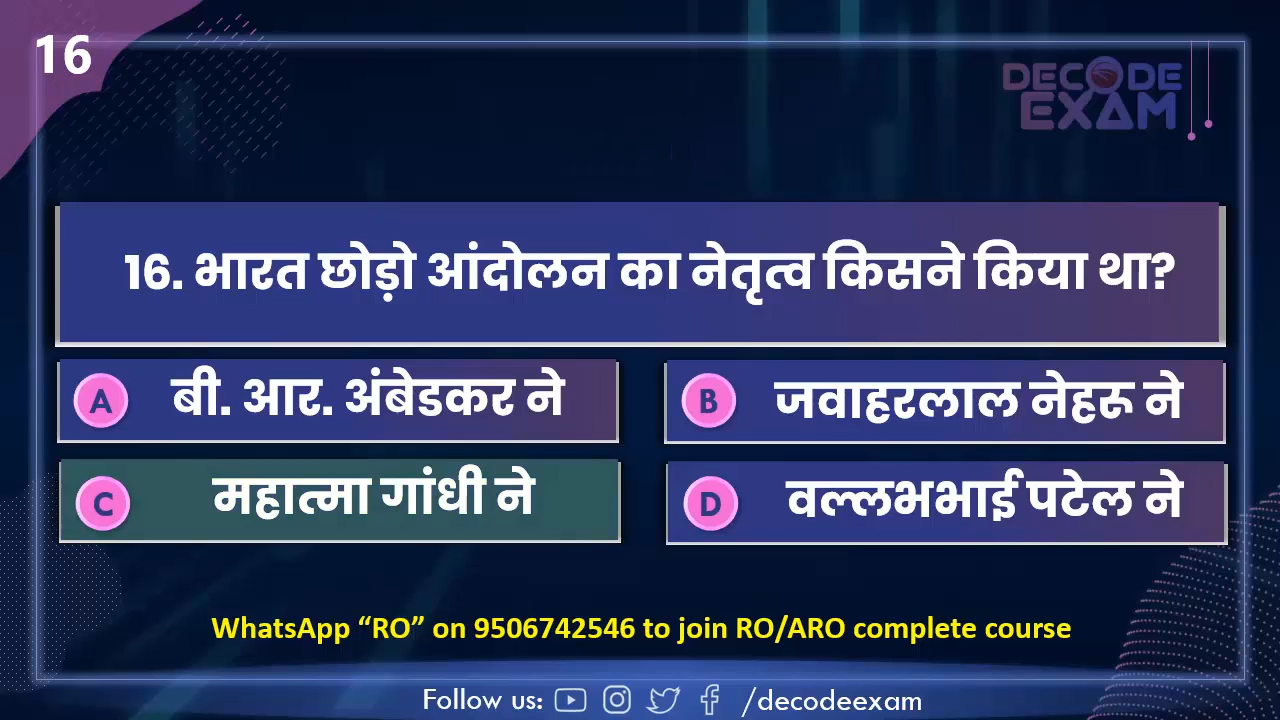 16
DECODE
EXAM
16. भारत छोड़ो आंदोलन का नेतृत्व किसने किया था?
A बी. आर. अंबेडकर ने
B जवाहरलाल नेहरू ने
C महात्मा गांधी ने
D वल्लभभाई पटेल ने
WhatsApp “RO” on 9506742546 to join RO/ARO complete course
Follow us: /decodeexam